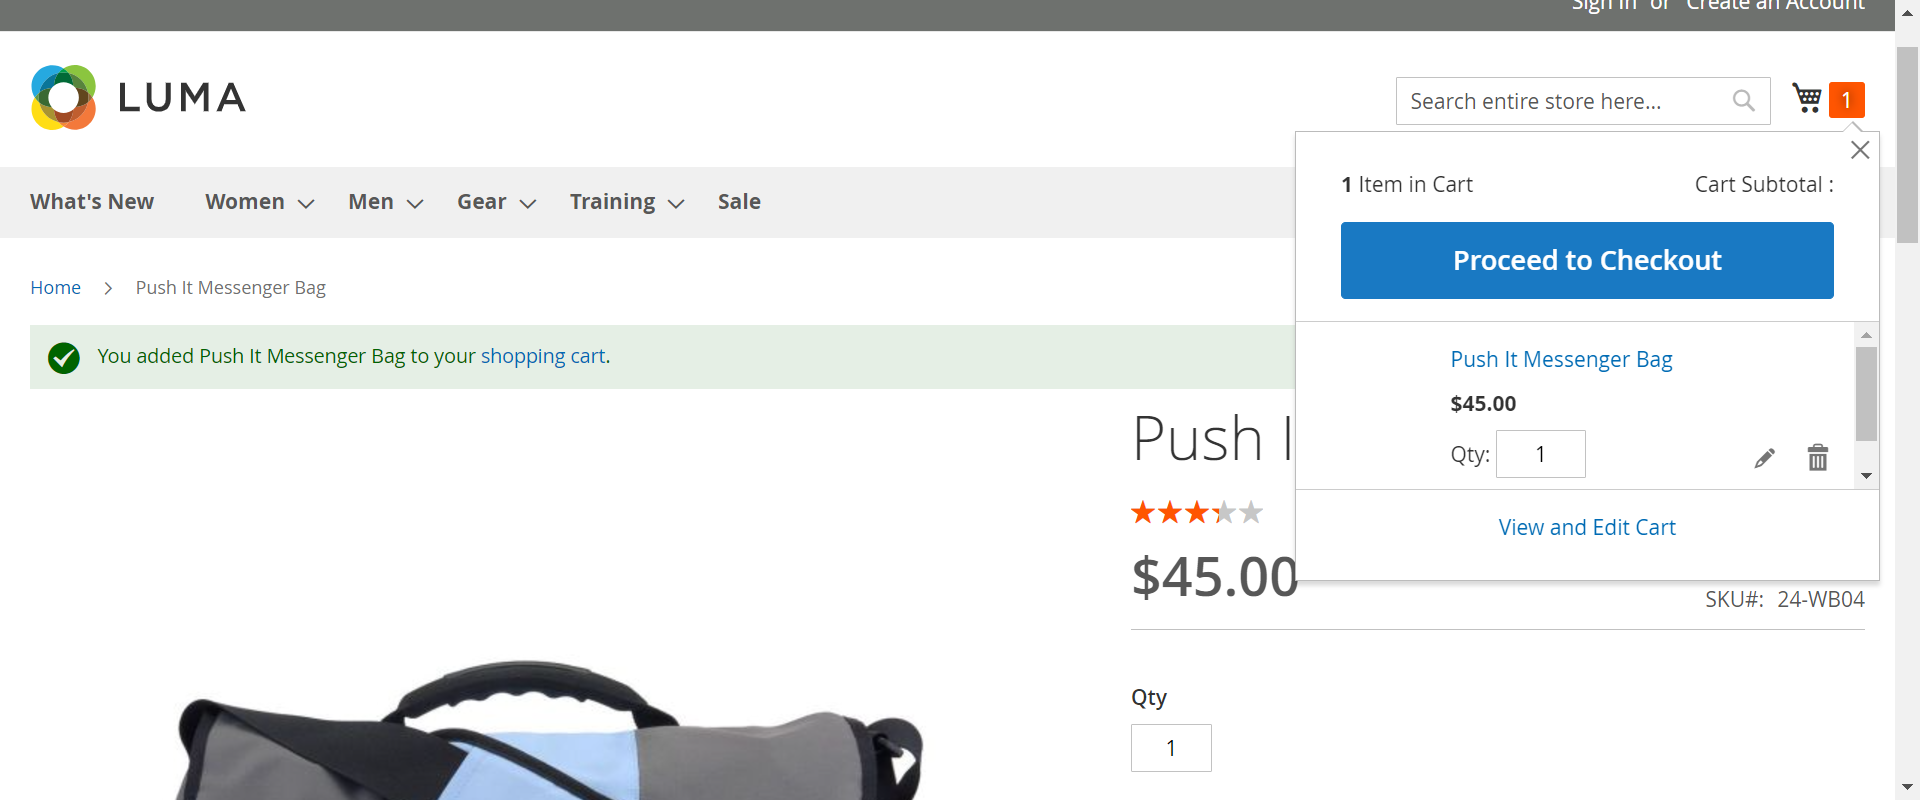 Sign In or Create an Account
LUMA
Search entire store here...
1
What's New Women Men Gear Training Sale
1 Item in Cart Cart Subtotal :
Proceed to Checkout
Push It Messenger Bag
$45.00
Qty: 1
View and Edit Cart
Home Push It Messenger Bag
You added Push It Messenger Bag to your shopping cart.
Push I
$45.00
SKU#: 24-WB04
Qty
1